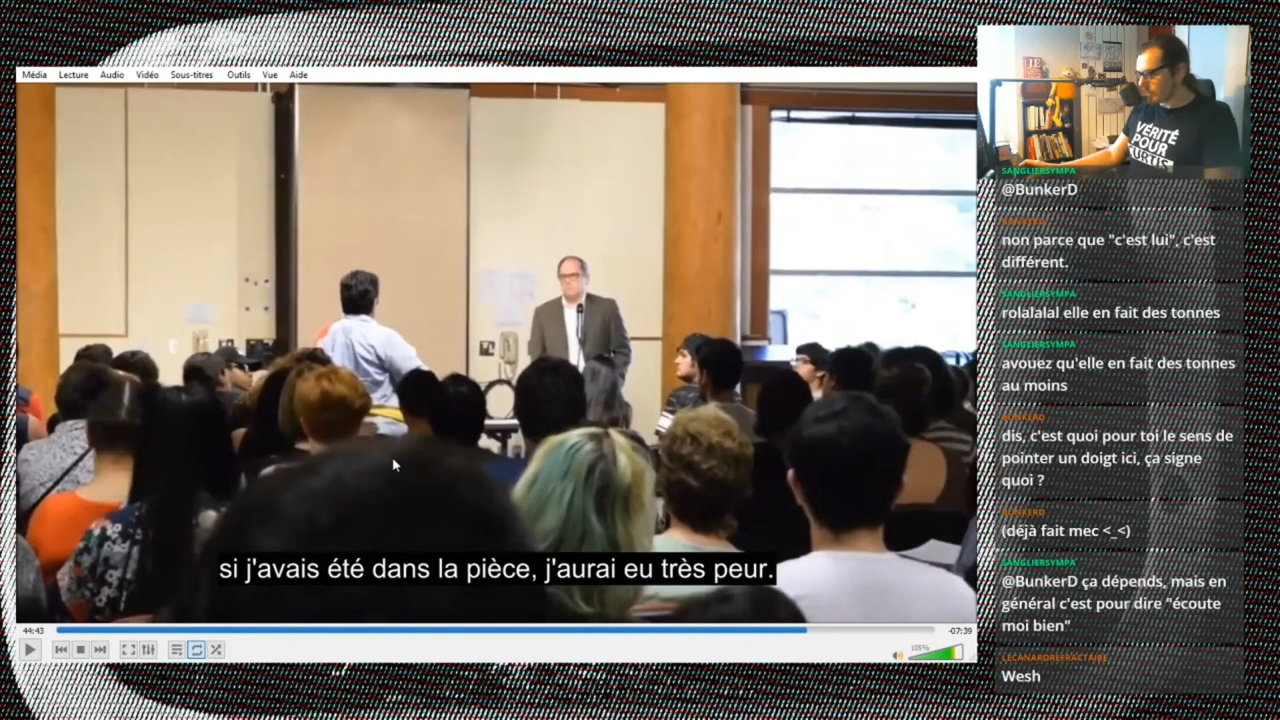 Média Lecture Audio Vidéo Sous-titres Outils Vue Aide
si j'avais été dans la pièce, j'aurai eu très peur.
44:43
-07:39
105%
JE
VÉRITÉ
POUR
CURTIS
SANGLIERSYMPA
@BunkerD
BUNKERD
non parce que "c'est lui", c'est
différent.
SANGLIERSYMPA
rolalalal elle en fait des tonnes
SANGLIERSYMPA
avouez qu'elle en fait des tonnes
au moins
BUNKERD
dis, c'est quoi pour toi le sens de
pointer un doigt ici, ça signe
quoi ?
BUNKERD
(déjà fait mec <_<)
SANGLIERSYMPA
@BunkerD ça dépends, mais en
général c'est pour dire "écoute
moi bien"
LECANARDREFRACTAIRE
Wesh